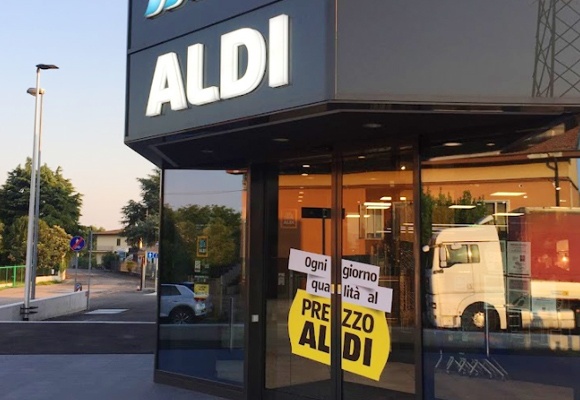 ALDI
Ogni giorno
qualità al
PREZZO
ALDI